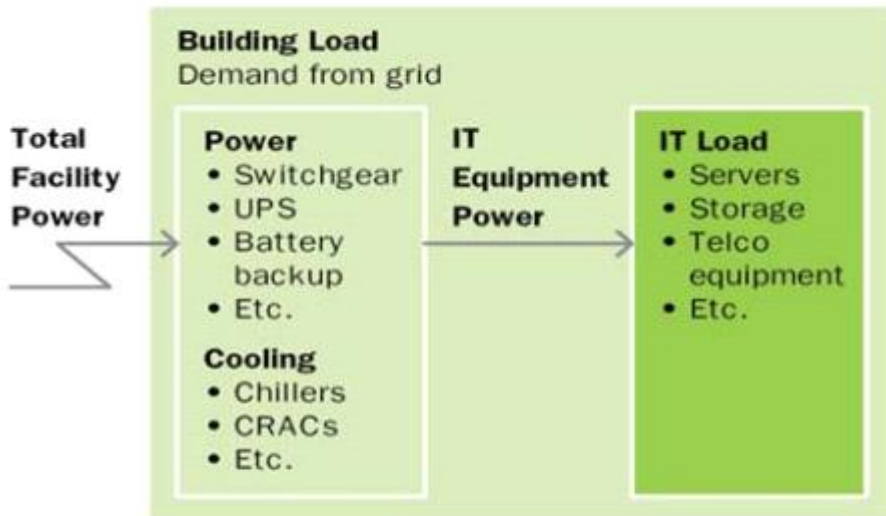 Building Load
Demand from grid
Total
Facility
Power
Power
• Switchgear
• UPS
• Battery
backup
• Etc.
Cooling
• Chillers
• CRACs
• Etc.
IT
Equipment
Power
IT Load
• Servers
• Storage
• Telco
equipment
• Etc.